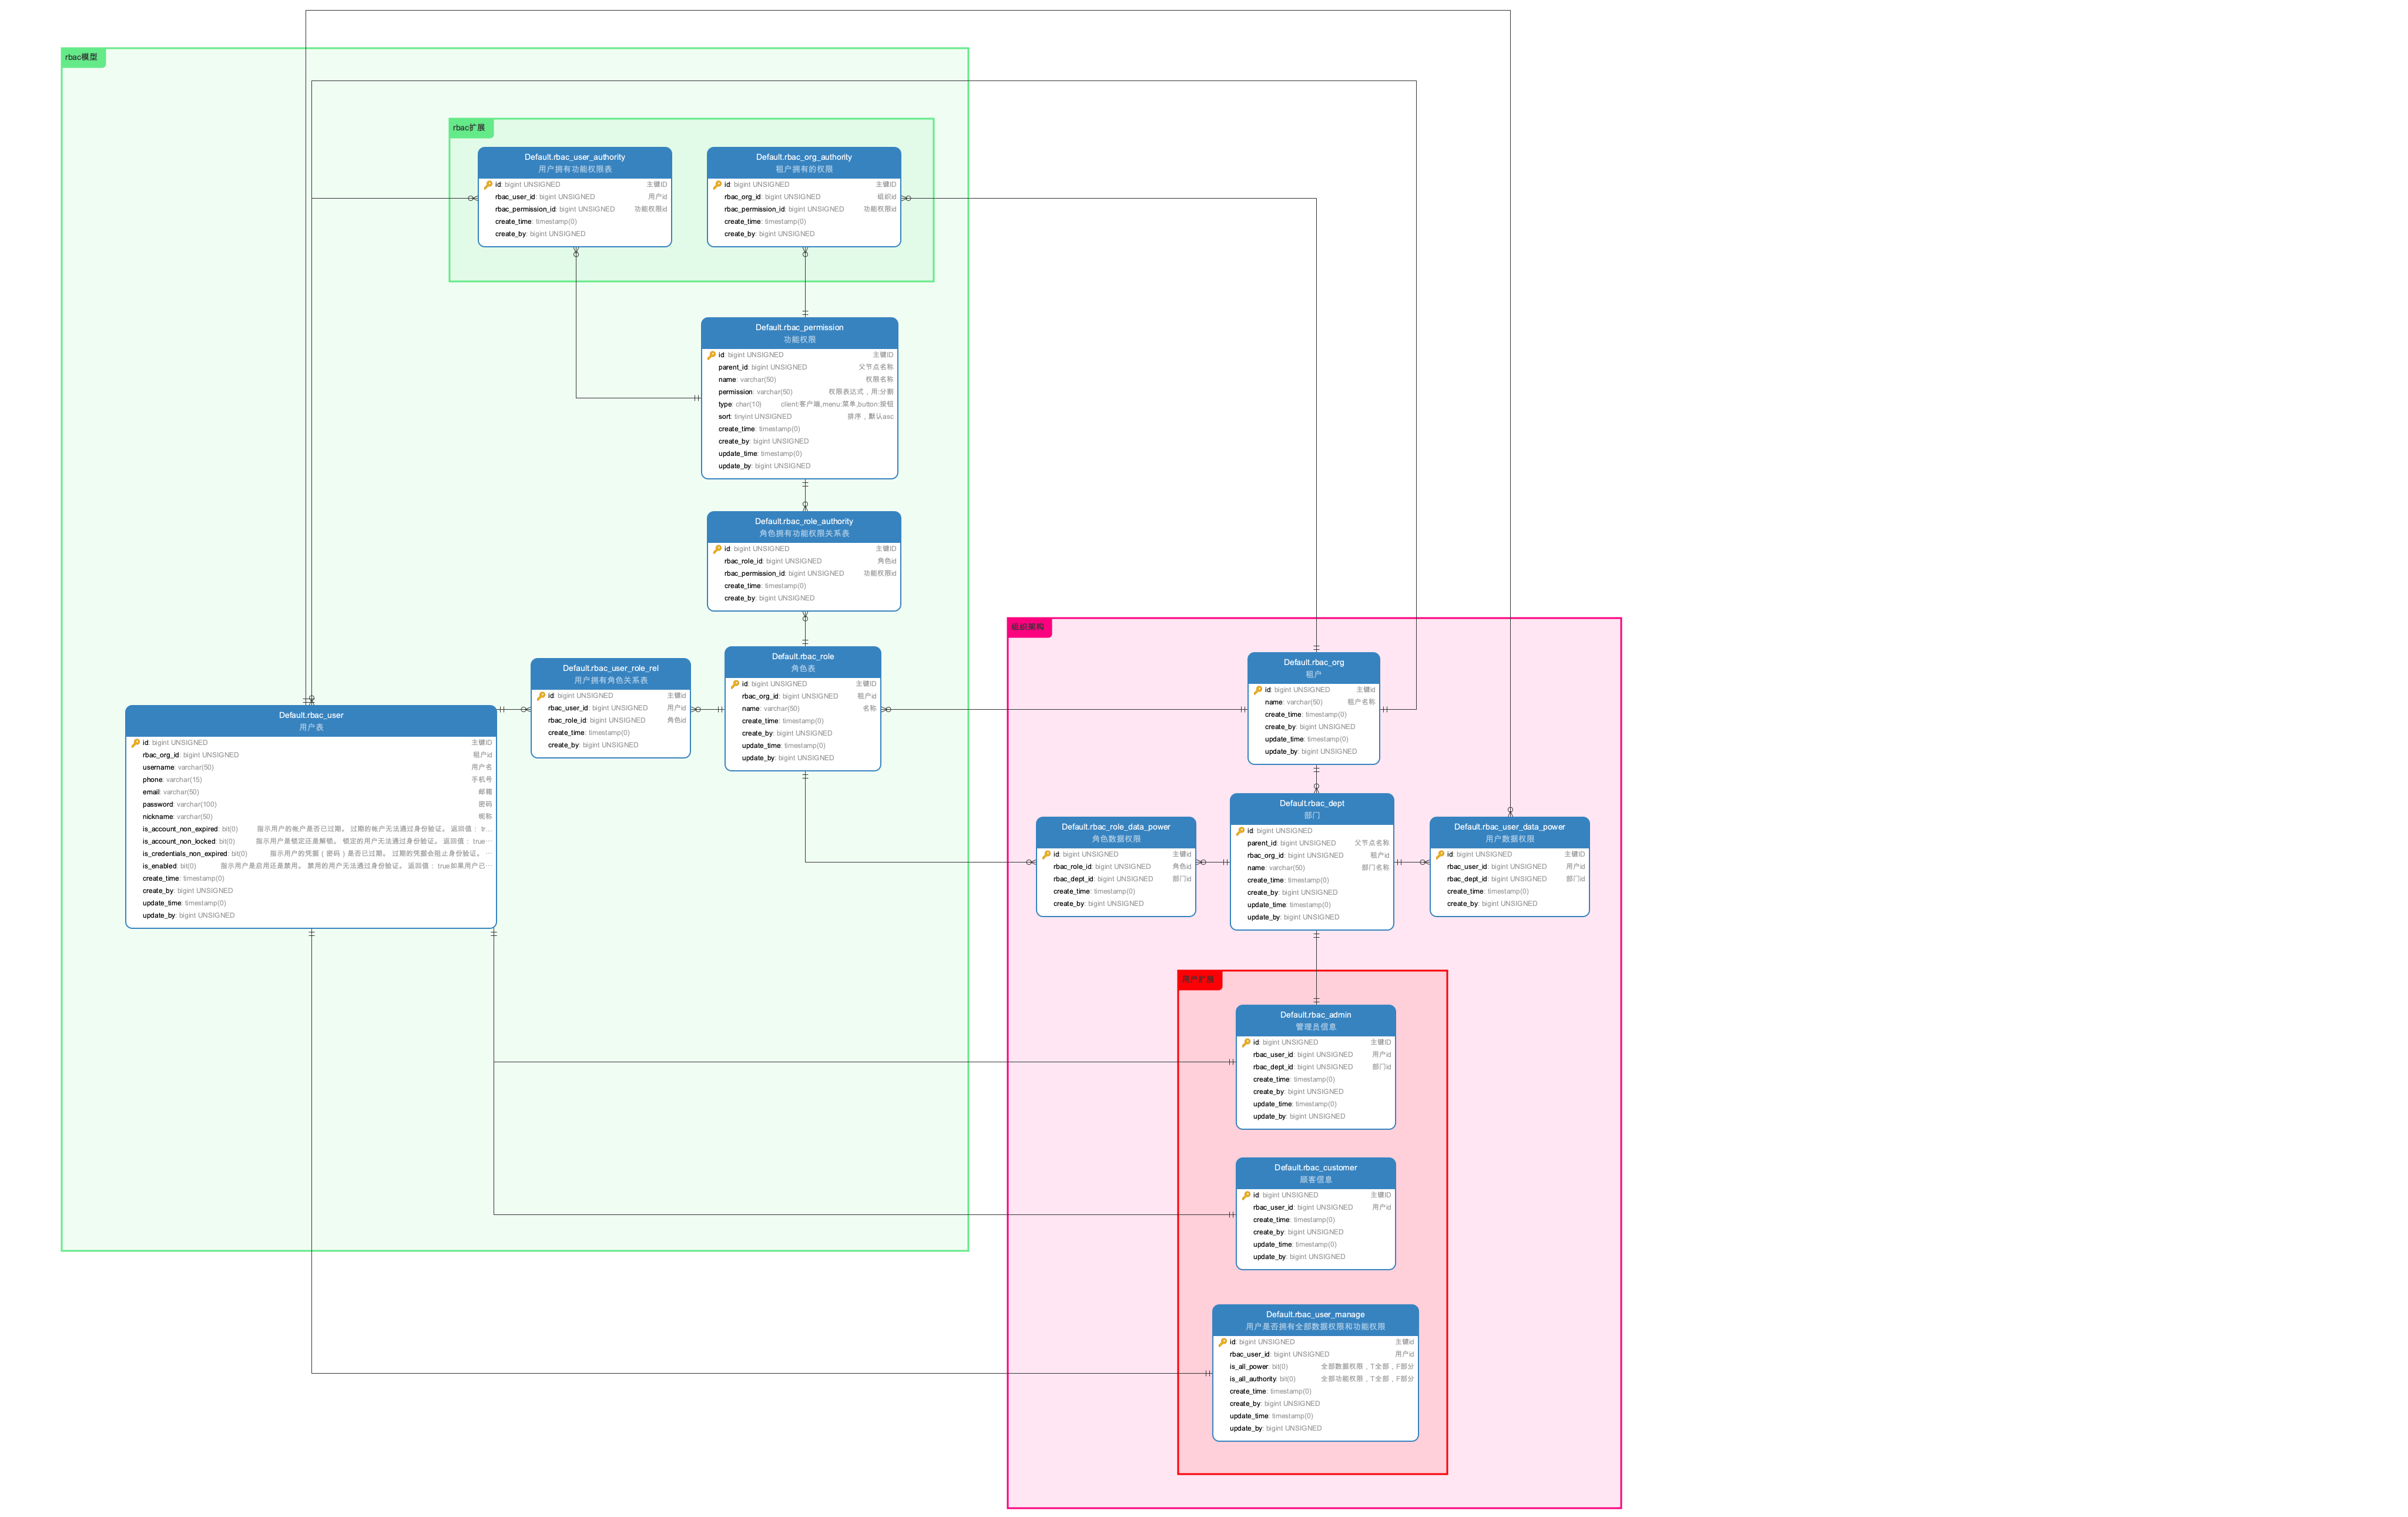 rbac模型
rbac扩展
Default.rbac_user_authority
用户拥有功能权限表
id: bigint UNSIGNED 主键ID
rbac_user_id: bigint UNSIGNED 用户id
rbac_permission_id: bigint UNSIGNED 功能权限id
create_time: timestamp(0)
create_by: bigint UNSIGNED
Default.rbac_org_authority
租户拥有的权限
id: bigint UNSIGNED 主键ID
rbac_org_id: bigint UNSIGNED 组织id
rbac_permission_id: bigint UNSIGNED 功能权限id
create_time: timestamp(0)
create_by: bigint UNSIGNED
Default.rbac_permission
功能权限
id: bigint UNSIGNED 主键ID
parent_id: bigint UNSIGNED 父节点名称
name: varchar(50) 权限名称
permission: varchar(50) 权限表达式，用:分割
type: char(10) client:客户端,menu:菜单,button:按钮
sort: tinyint UNSIGNED 排序，默认asc
create_time: timestamp(0)
create_by: bigint UNSIGNED
update_time: timestamp(0)
update_by: bigint UNSIGNED
Default.rbac_role_authority
角色拥有功能权限关系表
id: bigint UNSIGNED 主键ID
rbac_role_id: bigint UNSIGNED 角色id
rbac_permission_id: bigint UNSIGNED 功能权限id
create_time: timestamp(0)
create_by: bigint UNSIGNED
Default.rbac_user_role_rel
用户拥有角色关系表
id: bigint UNSIGNED 主键id
rbac_user_id: bigint UNSIGNED 用户id
rbac_role_id: bigint UNSIGNED 角色id
create_time: timestamp(0)
create_by: bigint UNSIGNED
Default.rbac_role
角色表
id: bigint UNSIGNED 主键ID
rbac_org_id: bigint UNSIGNED 租户id
name: varchar(50) 名称
create_time: timestamp(0)
create_by: bigint UNSIGNED
update_time: timestamp(0)
update_by: bigint UNSIGNED
Default.rbac_user
用户表
id: bigint UNSIGNED 主键ID
rbac_org_id: bigint UNSIGNED 租户id
username: varchar(50) 用户名
phone: varchar(15) 手机号
email: varchar(50) 邮箱
password: varchar(100) 密码
nickname: varchar(50) 昵称
is_account_non_expired: bit(0) 指示用户的帐户是否已过期。 过期的帐户无法通过身份验证。 返回值： tr…
is_account_non_locked: bit(0) 指示用户是锁定还是解锁。 锁定的用户无法通过身份验证。 返回值： true…
is_credentials_non_expired: bit(0) 指示用户的凭据（密码）是否已过期。 过期的凭据会阻止身份验证。 …
is_enabled: bit(0) 指示用户是启用还是禁用。 禁用的用户无法通过身份验证。 返回值： true如果用户已…
create_time: timestamp(0)
create_by: bigint UNSIGNED
update_time: timestamp(0)
update_by: bigint UNSIGNED
组织架构
Default.rbac_org
租户
id: bigint UNSIGNED 主键id
name: varchar(50) 租户名称
create_time: timestamp(0)
create_by: bigint UNSIGNED
update_time: timestamp(0)
update_by: bigint UNSIGNED
Default.rbac_role_data_power
角色数据权限
id: bigint UNSIGNED 主键id
rbac_role_id: bigint UNSIGNED 角色id
rbac_dept_id: bigint UNSIGNED 部门id
create_time: timestamp(0)
create_by: bigint UNSIGNED
Default.rbac_dept
部门
id: bigint UNSIGNED
parent_id: bigint UNSIGNED 父节点名称
rbac_org_id: bigint UNSIGNED 租户id
name: varchar(50) 部门名称
create_time: timestamp(0)
create_by: bigint UNSIGNED
update_time: timestamp(0)
update_by: bigint UNSIGNED
Default.rbac_user_data_power
用户数据权限
id: bigint UNSIGNED 主键ID
rbac_user_id: bigint UNSIGNED 用户id
rbac_dept_id: bigint UNSIGNED 部门id
create_time: timestamp(0)
create_by: bigint UNSIGNED
用户扩展
Default.rbac_admin
管理员信息
id: bigint UNSIGNED 主键ID
rbac_user_id: bigint UNSIGNED 用户id
rbac_dept_id: bigint UNSIGNED 部门id
create_time: timestamp(0)
create_by: bigint UNSIGNED
update_time: timestamp(0)
update_by: bigint UNSIGNED
Default.rbac_customer
顾客信息
id: bigint UNSIGNED 主键ID
rbac_user_id: bigint UNSIGNED 用户id
create_time: timestamp(0)
create_by: bigint UNSIGNED
update_time: timestamp(0)
update_by: bigint UNSIGNED
Default.rbac_user_manage
用户是否拥有全部数据权限和功能权限
id: bigint UNSIGNED 主键id
rbac_user_id: bigint UNSIGNED 用户id
is_all_power: bit(0) 全部数据权限，T全部，F部分
is_all_authority: bit(0) 全部功能权限，T全部，F部分
create_time: timestamp(0)
create_by: bigint UNSIGNED
update_time: timestamp(0)
update_by: bigint UNSIGNED